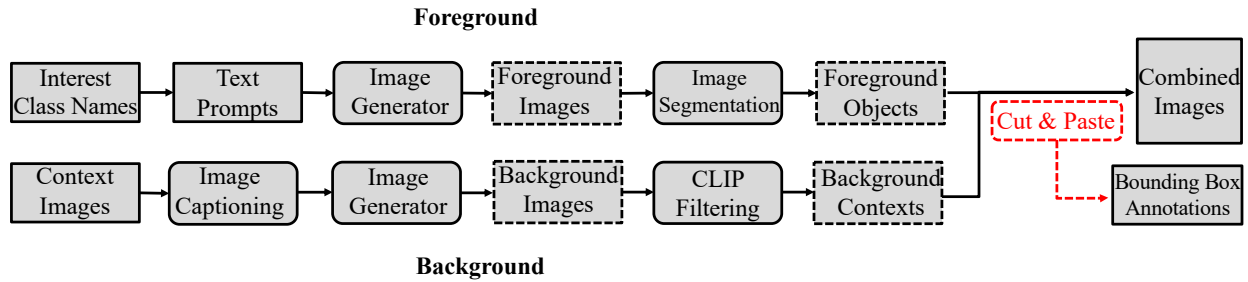 Foreground
Interest
Class Names
Text
Prompts
Image
Generator
Foreground
Images
Image
Segmentation
Foreground
Objects
Combined
Images
Cut & Paste
Context
Images
Image
Captioning
Image
Generator
Background
Images
CLIP
Filtering
Background
Contexts
Bounding Box
Annotations
Background